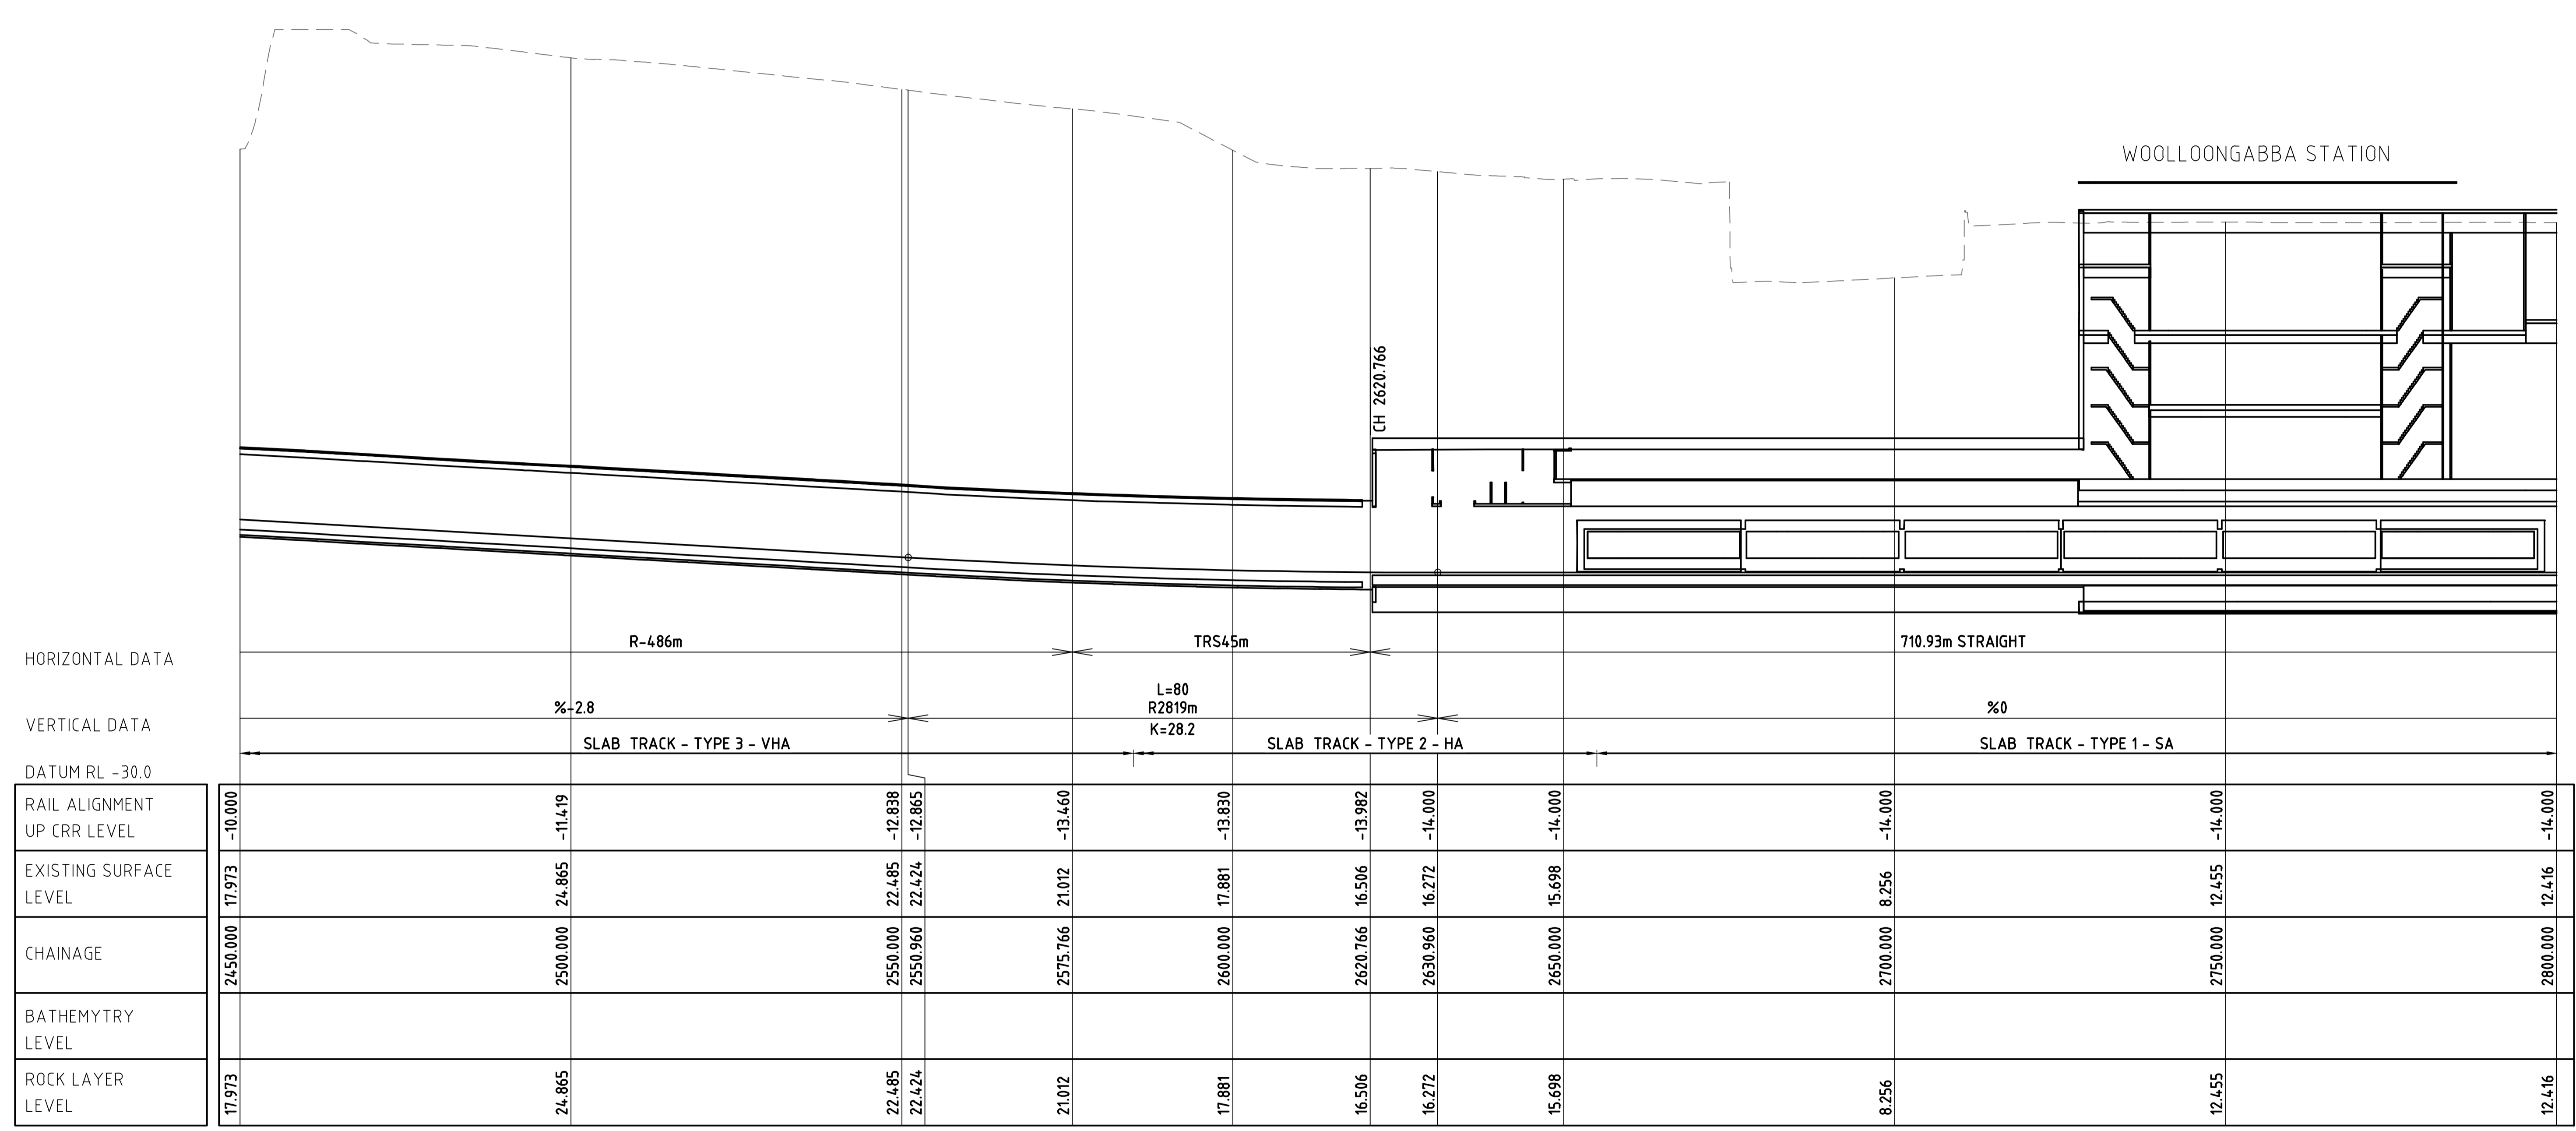 WOOLLOONGABBA STATION
CH 2620.766
HORIZONTAL DATA
R-486m
TRS45m
710.93m STRAIGHT
VERTICAL DATA
%-2.8
L=80
R2819m
K=28.2
%0
SLAB TRACK - TYPE 3 - VHA
SLAB TRACK - TYPE 2 - HA
SLAB TRACK - TYPE 1 - SA
DATUM RL -30.0
RAIL ALIGNMENT
UP CRR LEVEL
-10.000
-11.419
-12.838
-12.865
-13.460
-13.830
-13.982
-14.000
-14.000
-14.000
-14.000
-14.000
EXISTING SURFACE
LEVEL
17.973
24.865
22.485
22.424
21.012
17.881
16.506
16.272
15.698
8.256
12.455
12.416
CHAINAGE
2450.000
2500.000
2550.000
2550.960
2575.766
2600.000
2620.766
2630.960
2650.000
2700.000
2750.000
2800.000
BATHEMYTRY
LEVEL
ROCK LAYER
LEVEL
17.973
24.865
22.485
22.424
21.012
17.881
16.506
16.272
15.698
8.256
12.455
12.416